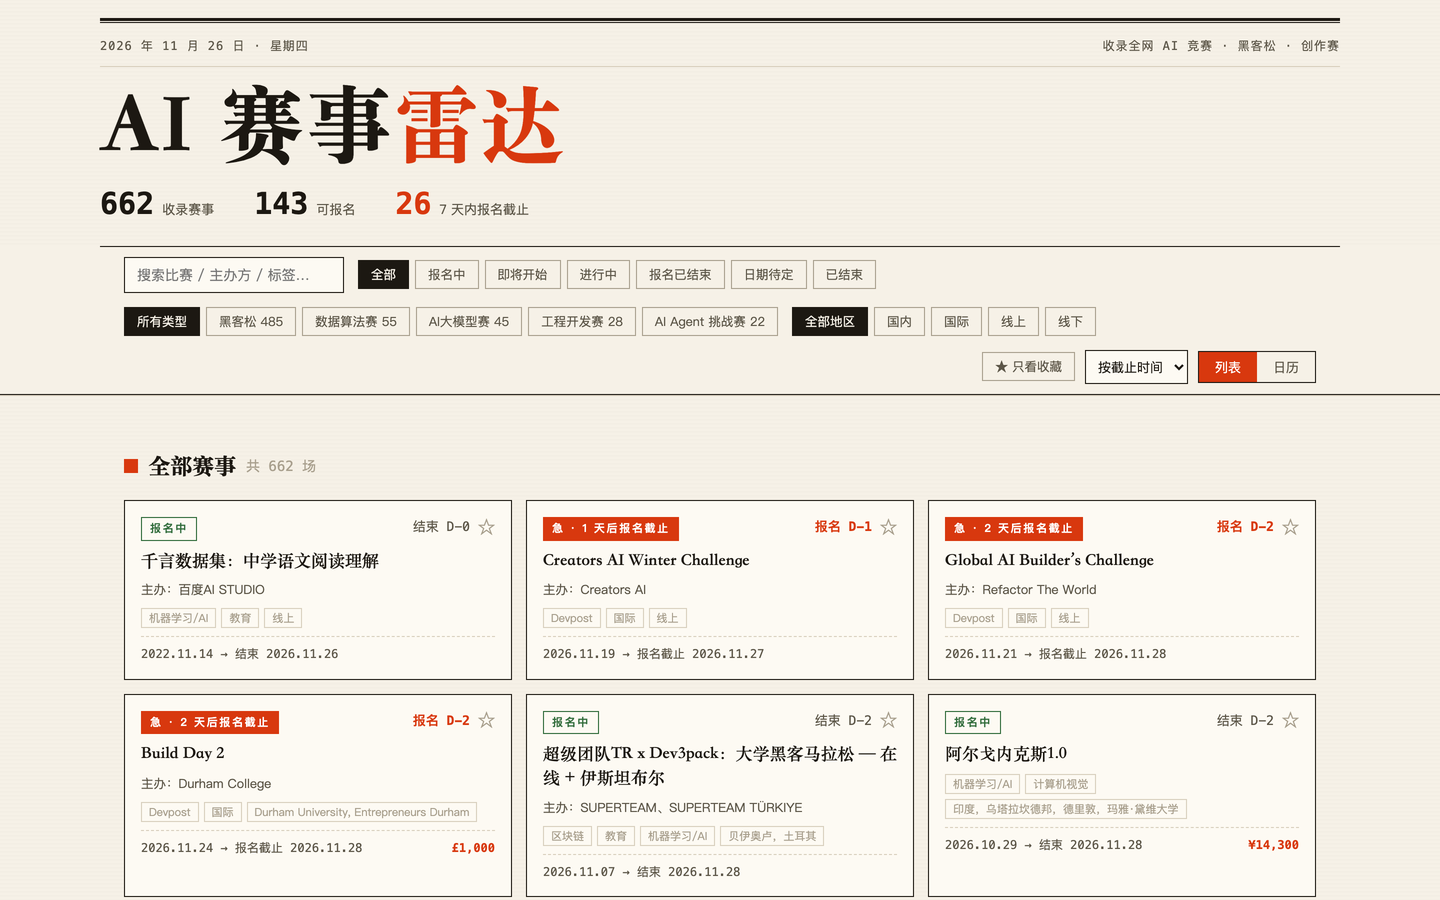 2026 年 11 月 26 日 · 星期四
收录全网 AI 竞赛 · 黑客松 · 创作赛
AI 赛事雷达
662 收录赛事 143 可报名 26 7 天内报名截止
搜索比赛 / 主办方 / 标签... 全部 报名中 即将开始 进行中 报名已结束 日期待定 已结束
所有类型 黑客松 485 数据算法赛 55 AI大模型赛 45 工程开发赛 28 AI Agent 挑战赛 22 全部地区 国内 国际 线上 线下
★ 只看收藏 按截止时间 列表 日历
全部赛事 共 662 场
报名中 结束 D-0 ☆
千言数据集：中学语文阅读理解
主办：百度AI STUDIO
机器学习/AI 教育 线上
2022.11.14 → 结束 2026.11.26
急 · 1 天后报名截止 报名 D-1 ☆
Creators AI Winter Challenge
主办：Creators AI
Devpost 国际 线上
2026.11.19 → 报名截止 2026.11.27
急 · 2 天后报名截止 报名 D-2 ☆
Global AI Builder’s Challenge
主办：Refactor The World
Devpost 国际 线上
2026.11.21 → 报名截止 2026.11.28
急 · 2 天后报名截止 报名 D-2 ☆
Build Day 2
主办：Durham College
Devpost 国际 Durham University, Entrepreneurs Durham
2026.11.24 → 报名截止 2026.11.28 £1,000
报名中 结束 D-2 ☆
超级团队TR x Dev3pack：大学黑客马拉松 — 在
线 + 伊斯坦布尔
主办：SUPERTEAM、SUPERTEAM TÜRKIYE
区块链 教育 机器学习/AI 贝伊奥卢，土耳其
2026.11.07 → 结束 2026.11.28
报名中 结束 D-2 ☆
阿尔戈内克斯1.0
机器学习/AI 计算机视觉
印度，乌塔拉坎德邦，德里敦，玛雅·黛维大学
2026.10.29 → 结束 2026.11.28 ¥14,300